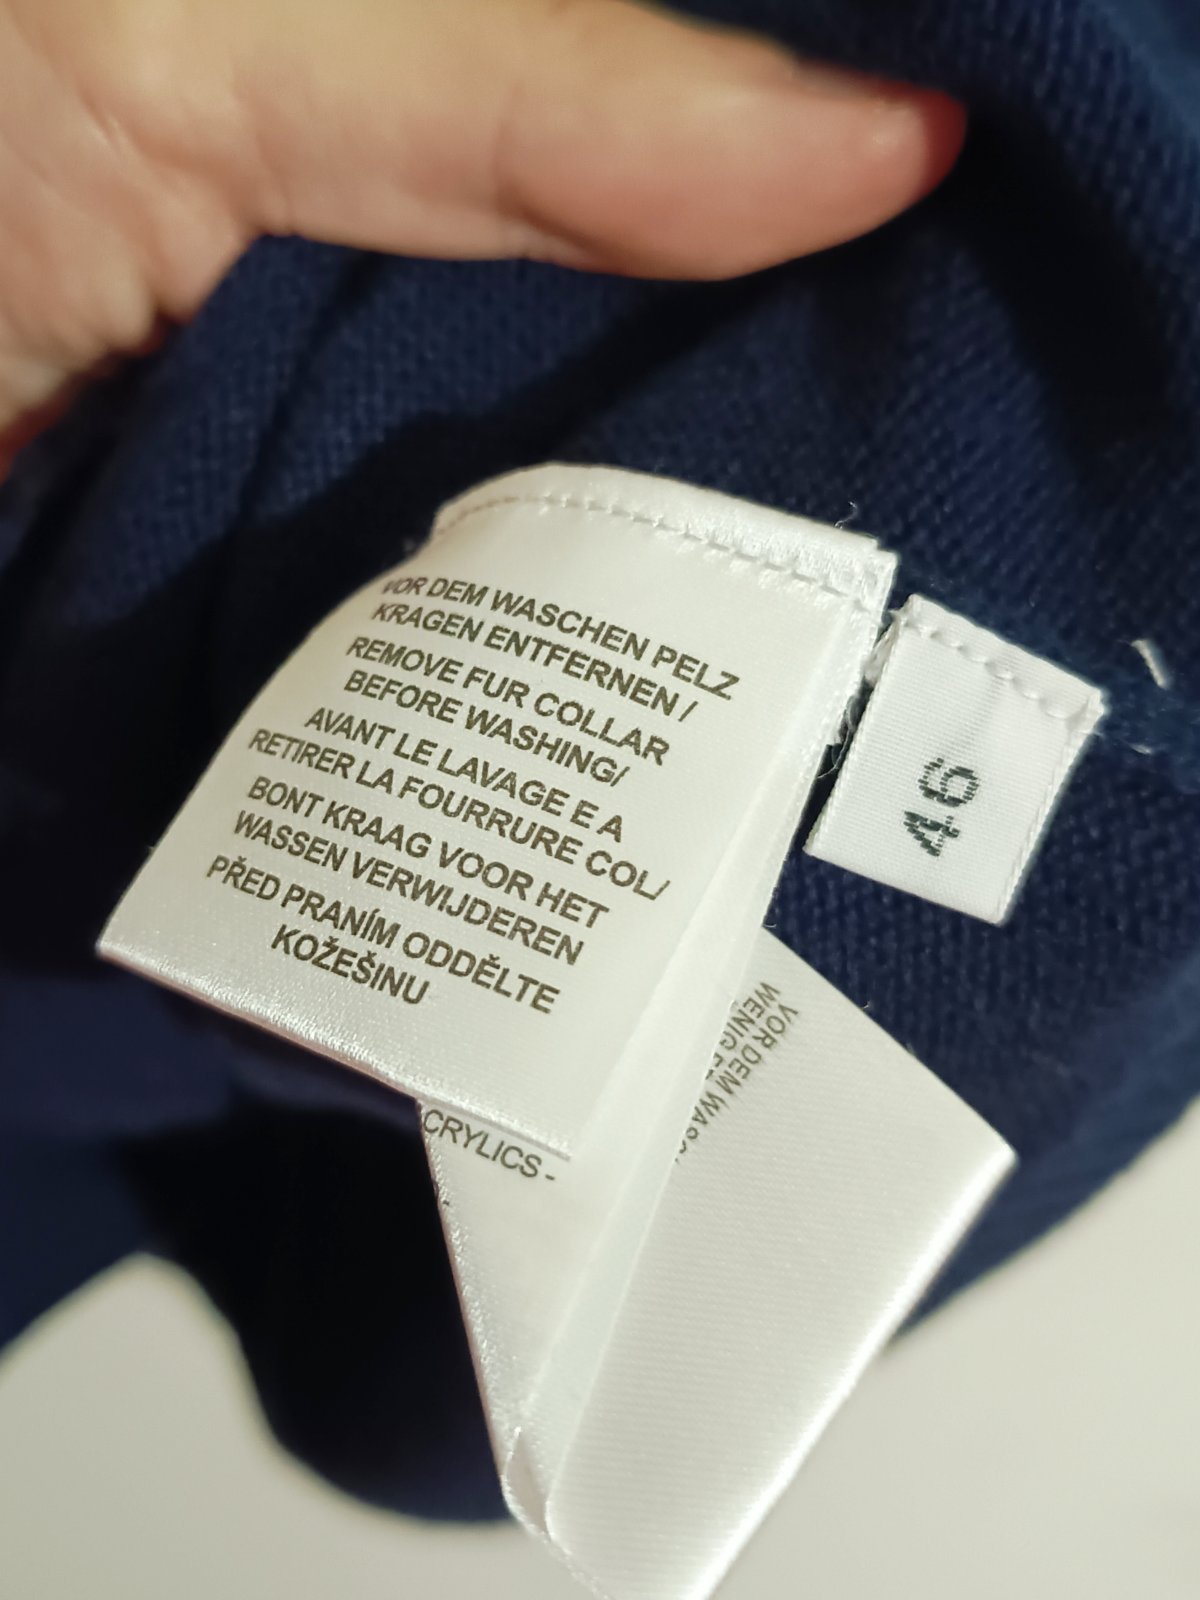 VOR DEM WASCHEN PELZ
KRAGEN ENTFERNEN /
REMOVE FUR COLLAR
BEFORE WASHING/
AVANT LE LAVAGE E A
RETIRER LA FOURRURE COL/
BONT KRAAG VOOR HET
WASSEN VERWIJDEREN
PŘED PRANÍM ODDĚLTE
KOŽEŠINU
46
CRYLICS -
VOR DEM
WENIG